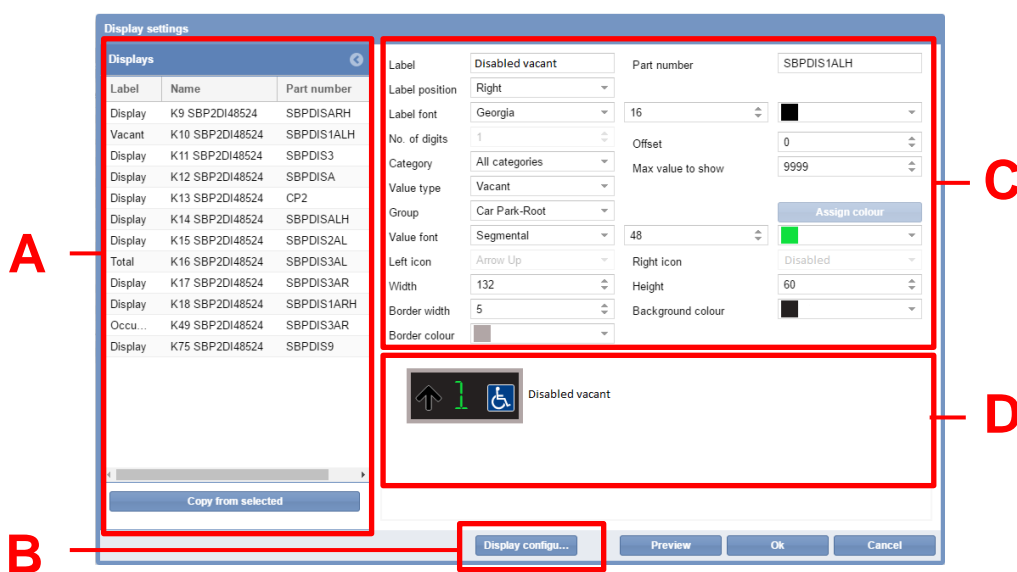 Display settings
Displays
Label Name Part number
Display K9 SBP2DI48524 SBPDISARH
Vacant K10 SBP2DI48524 SBPDIS1ALH
Display K11 SBP2DI48524 SBPDIS3
Display K12 SBP2DI48524 SBPDISA
Display K13 SBP2DI48524 CP2
Display K14 SBP2DI48524 SBPDISALH
Display K15 SBP2DI48524 SBPDIS2AL
Total K16 SBP2DI48524 SBPDIS3AL
Display K17 SBP2DI48524 SBPDIS3AR
Display K18 SBP2DI48524 SBPDIS1ARH
Occu... K49 SBP2DI48524 SBPDIS3AR
Display K75 SBP2DI48524 SBPDIS9
Copy from selected
A
Label Disabled vacant Part number SBPDIS1ALH
Label position Right
Label font Georgia 16
No. of digits 1 Offset 0
Category All categories Max value to show 9999
Value type Vacant
Group Car Park-Root Assign colour
Value font Segmental 48
Left icon Arrow Up Right icon Disabled
Width 132 Height 60
Border width 5 Background colour
Border colour
C
1 Disabled vacant
D
B
Display configu... Preview Ok Cancel